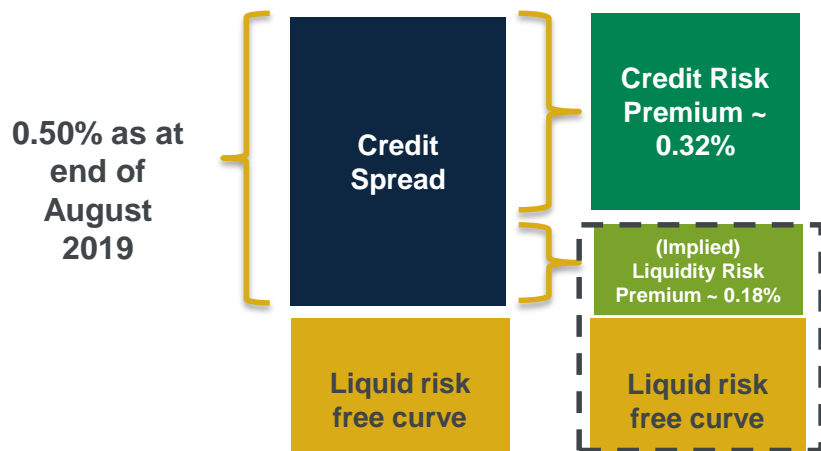 0.50% as at
end of
August
2019
Credit
Spread
Liquid risk
free curve
Credit Risk
Premium ~
0.32%
(Implied)
Liquidity Risk
Premium ~ 0.18%
Liquid risk
free curve